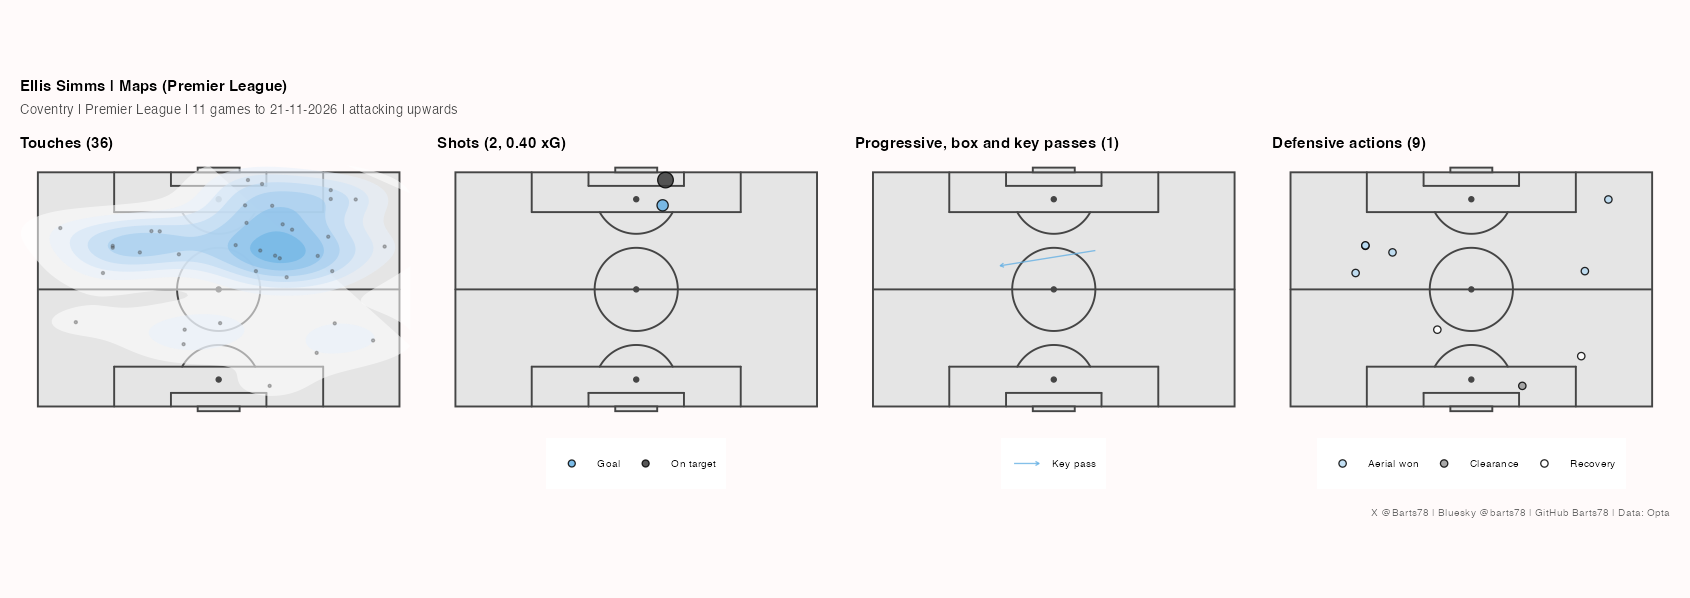 Ellis Simms | Maps (Premier League)
Coventry | Premier League | 11 games to 21-11-2026 | attacking upwards
Touches (36)
Shots (2, 0.40 xG)
Progressive, box and key passes (1)
Defensive actions (9)
Goal
On target
Key pass
Aerial won
Clearance
Recovery
X @Barts78 | Bluesky @barts78 | GitHub Barts78 | Data: Opta